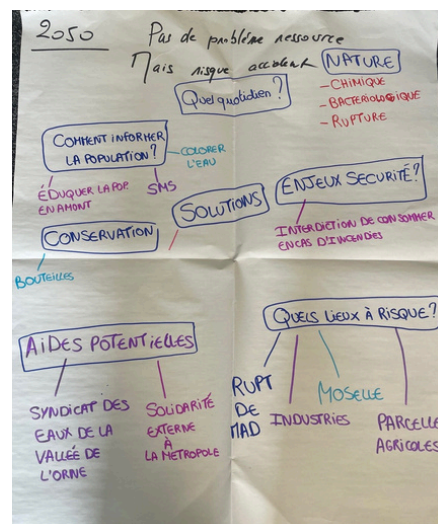 2050
Pas de problème ressource
Mais risque accident
NATURE
- CHIMIQUE
- BACTERIOLOGIQUE
- RUPTURE
Quel quotidien ?
COMMENT INFORMER
LA POPULATION ?
COLORER
L'EAU
ÉDUQUER LA POP.
EN AMONT
SMS
ENJEUX SECURITÉ ?
INTERDICTION DE CONSOMMER
EN CAS D'INCENDIES
SOLUTIONS
CONSERVATION
BOUTEILLES
QUELS LIEUX À RISQUE ?
RUPT
DE
MAD
INDUSTRIES
MOSELLE
PARCELLE
AGRICOLES
AIDES POTENTIELLES
SYNDICAT DES
EAUX DE LA
VALLÉE DE
L'ORNE
SOLIDARITÉ
EXTERNE
À
LA METROPOLE